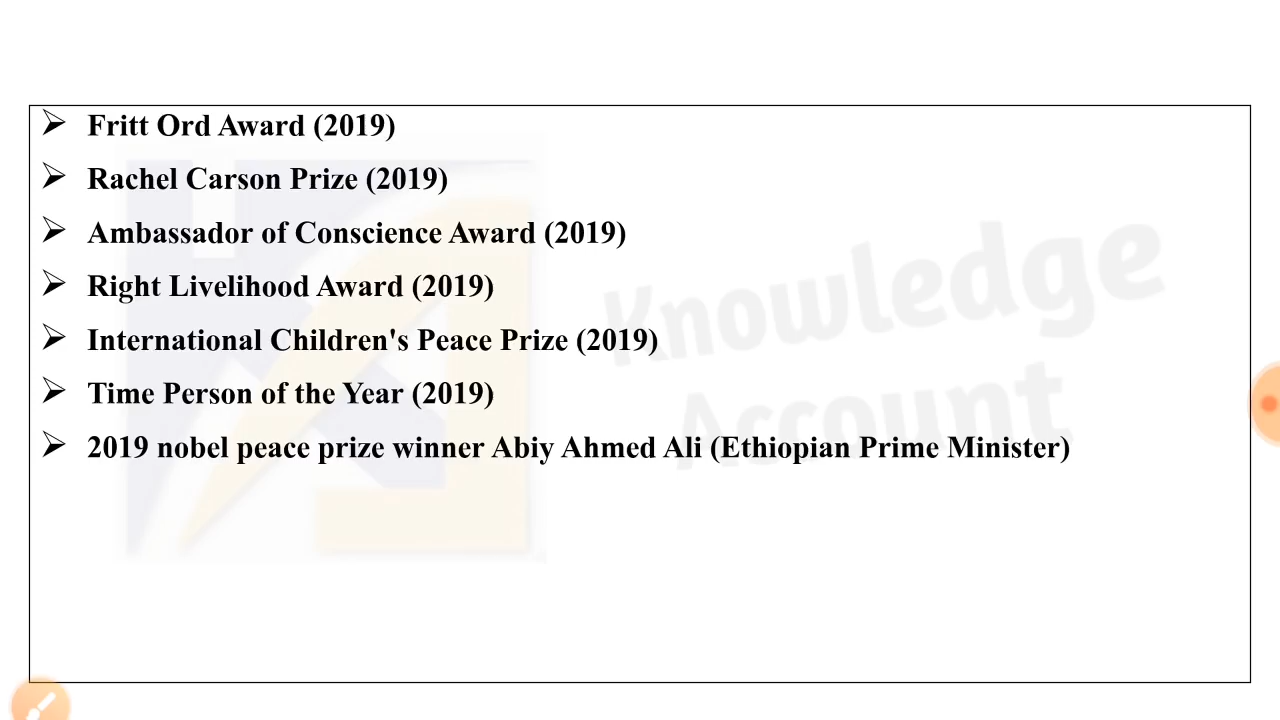 Fritt Ord Award (2019)
Rachel Carson Prize (2019)
Ambassador of Conscience Award (2019)
Right Livelihood Award (2019)
International Children's Peace Prize (2019)
Time Person of the Year (2019)
2019 nobel peace prize winner Abiy Ahmed Ali (Ethiopian Prime Minister)
Knowledge
Account